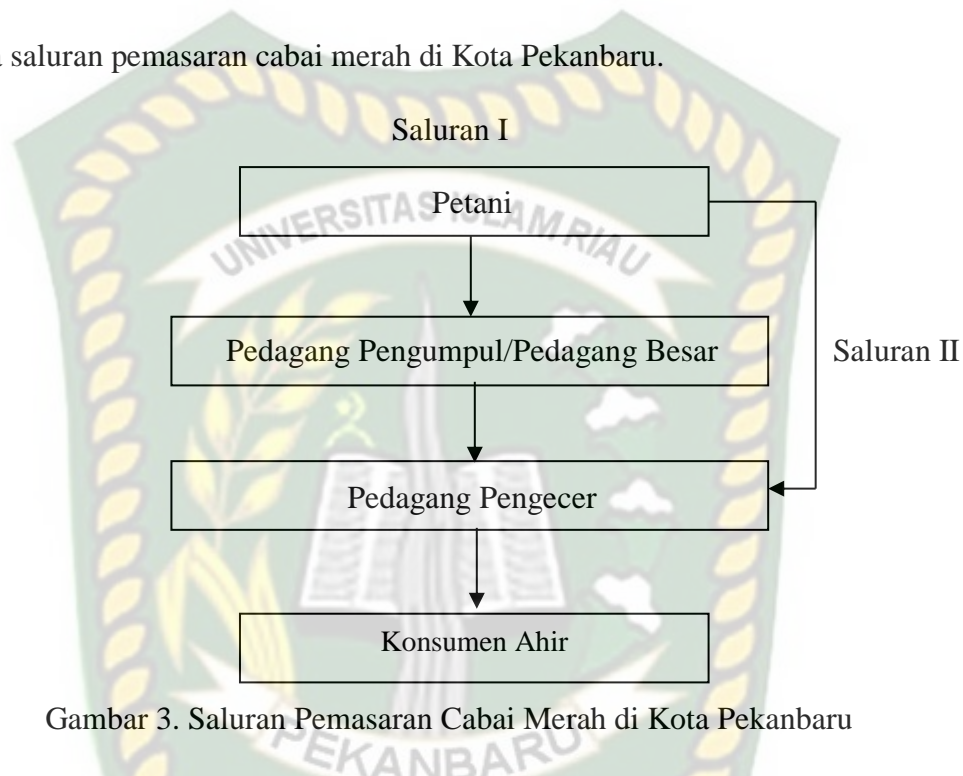 saluran pemasaran cabai merah di Kota Pekanbaru.
Saluran I
Petani
UNIVERSITAS ISLAM RIAU
Pedagang Pengumpul/Pedagang Besar
Saluran II
Pedagang Pengecer
Konsumen Ahir
Gambar 3. Saluran Pemasaran Cabai Merah di Kota Pekanbaru
PEKANBARU